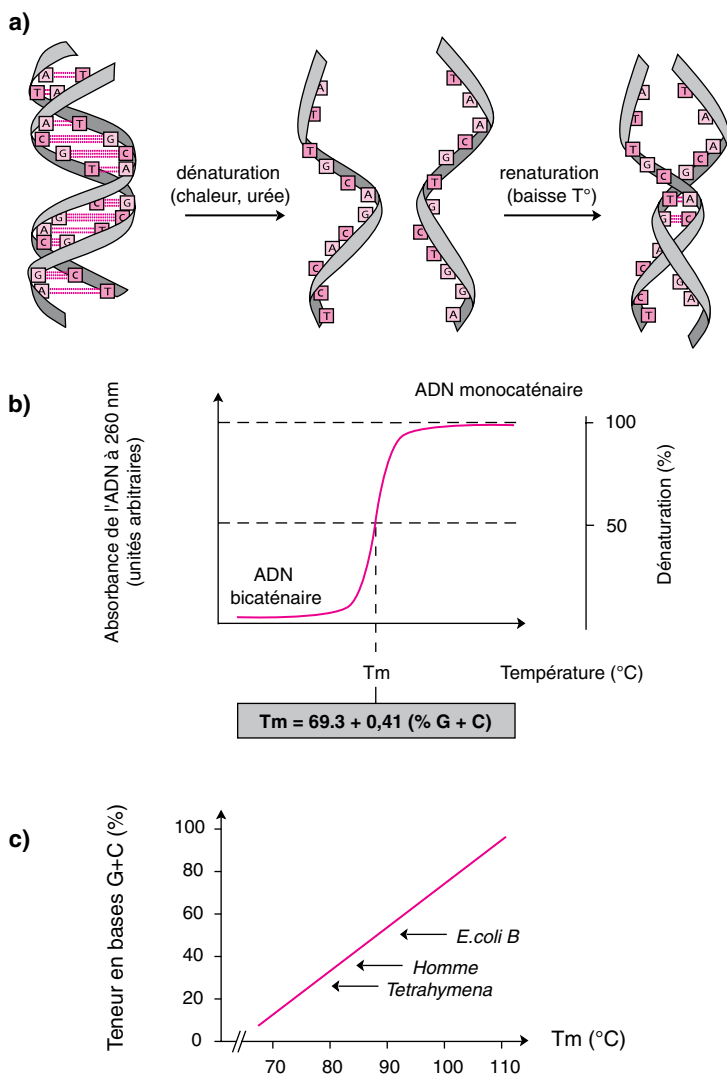 a)
A T
T A
A T
C G
G C
T A
C G
G C
A T
C G
G C
A T
dénaturation
(chaleur, urée)
A
T
T
G
C
A
G
A
C
C
C
T
T
A
A
C
G
T
C
T
G
G
A
renaturation
(baisse T°)
A
T
T
G
C
T A
G C
A
C
C
T
T
A
A
C
G
G
G
A
b)
Absorbance de l'ADN à 260 nm
(unités arbitraires)
ADN monocaténaire
ADN
bicaténaire
100
50
Dénaturation (%)
Tm
Température (°C)
Tm = 69.3 + 0,41 (% G + C)
c)
Teneur en bases G+C (%)
100
80
60
40
20
0
E.coli B
Homme
Tetrahymena
70 80 90 100 110
Tm (°C)